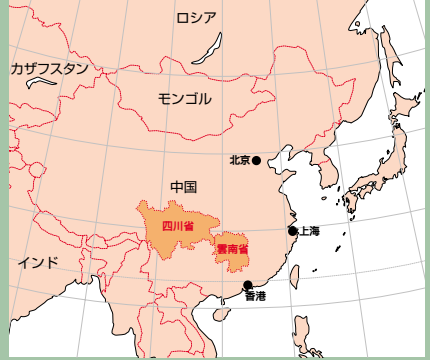 ロシア
カザフスタン
モンゴル
北京
中国
四川省
上海
雲南省
インド
香港